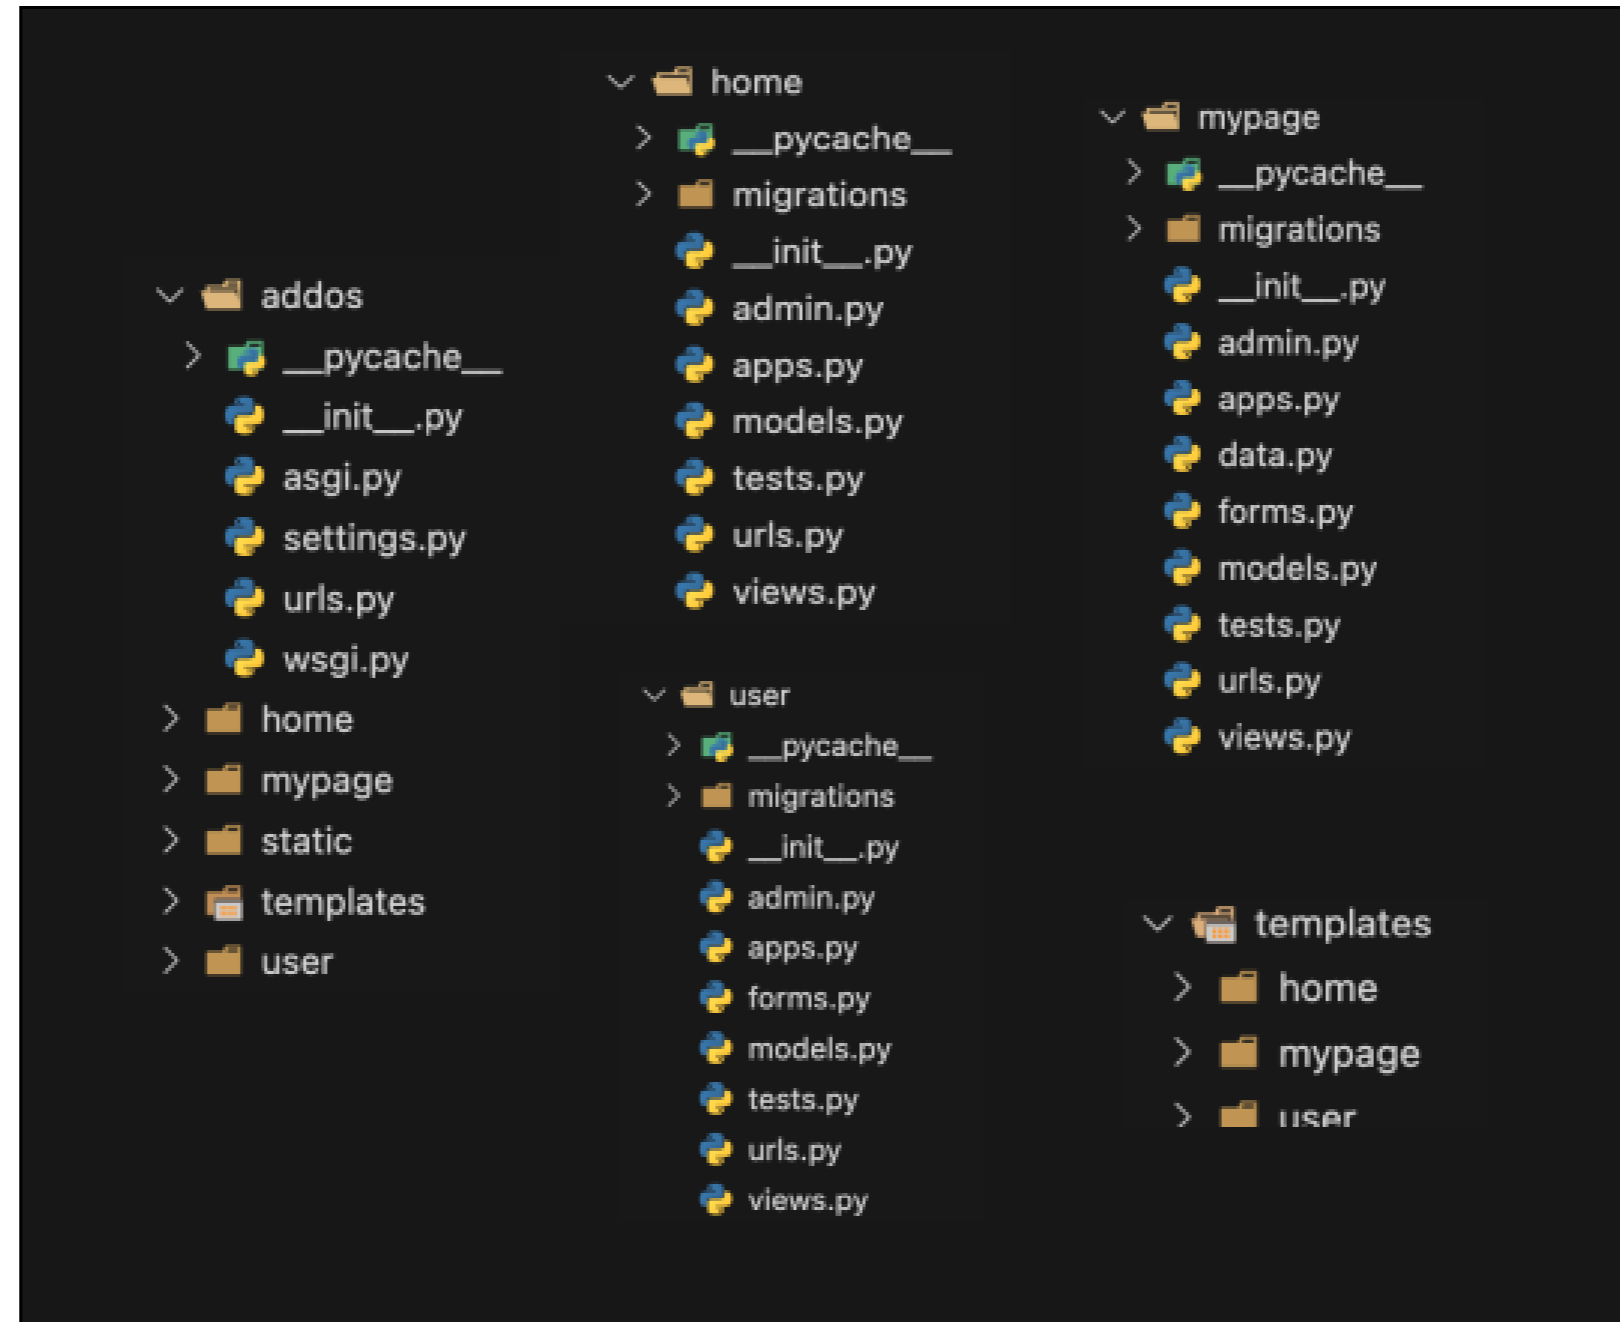 addos
__pycache__
__init__.py
asgi.py
settings.py
urls.py
wsgi.py
home
mypage
static
templates
user
home
__pycache__
migrations
__init__.py
admin.py
apps.py
models.py
tests.py
urls.py
views.py
user
__pycache__
migrations
__init__.py
admin.py
apps.py
forms.py
models.py
tests.py
urls.py
views.py
mypage
__pycache__
migrations
__init__.py
admin.py
apps.py
data.py
forms.py
models.py
tests.py
urls.py
views.py
templates
home
mypage
user